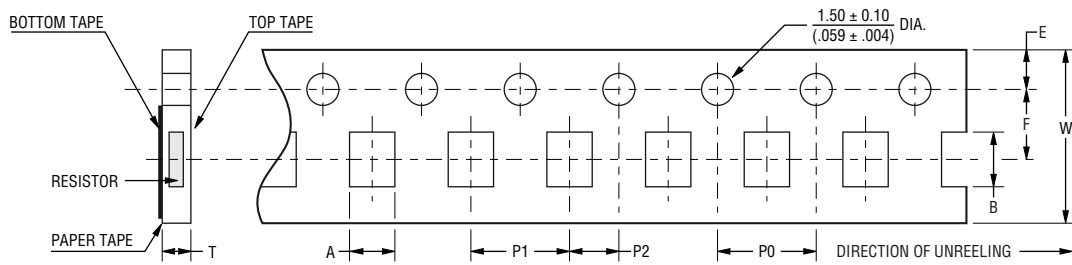 BOTTOM TAPE
TOP TAPE
1.50 ± 0.10
(.059 ± .004)
DIA.
E
F
W
RESISTOR
B
PAPER TAPE
T
A
P1
P2
P0
DIRECTION OF UNREELING